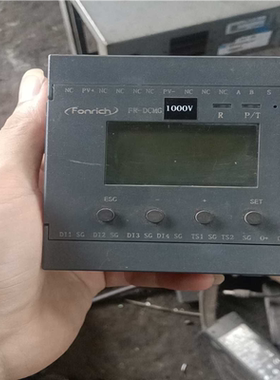 NC PV+ NC NC NC NC PV- NC NC NC A B S
Fonrich FR-DCMG 1000V
R P/T
ESC - + SET
DI1 SG DI2 SG DI3 SG DI4 SG TS1 SG TS2 SG O+